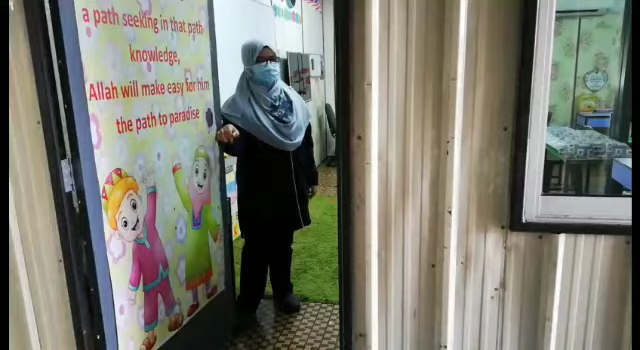 a path seeking in that path
knowledge,
Allah will make easy for him
the path to paradise